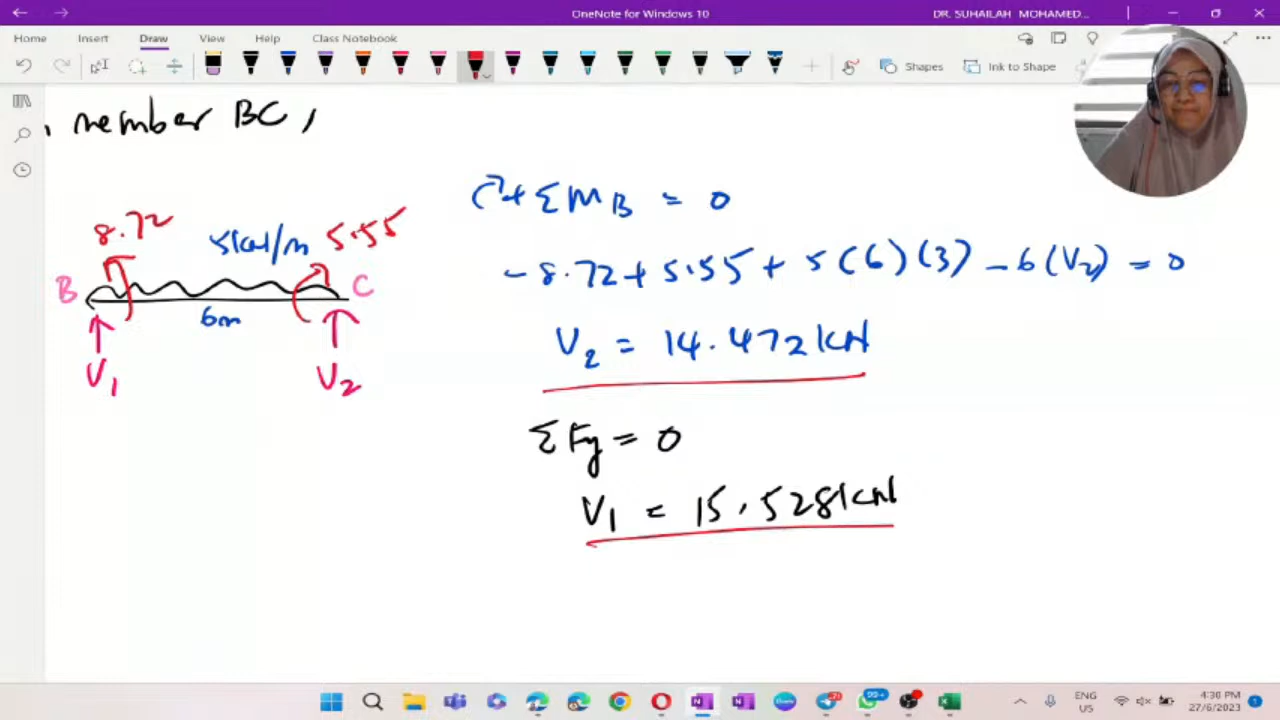 OneNote for Windows 10
DR. SUHAILAH MOHAMED...
Home Insert Draw View Help Class Notebook
Shapes Ink to Shape
member BC,
8.72
5kN/m 5.55
B C
6m
V1 V2
+ΣMB = 0
-8.72+5.55+5(6)(3)-6(V2)=0
V2 = 14.472kN
ΣFy = 0
V1 = 15.528kN
99+
ENG
US
4:30 PM
27/6/2023